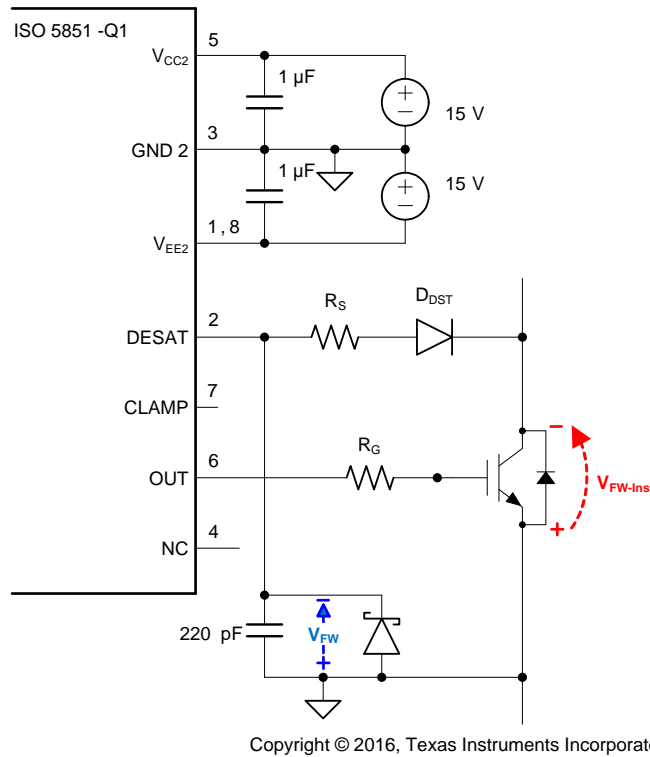 ISO 5851 -Q1
5
VCC2
1 µF
15 V
3
GND 2
1 µF
15 V
1, 8
VEE2
RS
DDST
2
DESAT
7
CLAMP
RG
6
OUT
VFW-Ins
4
NC
220 pF
VFW
Copyright © 2016, Texas Instruments Incorporat